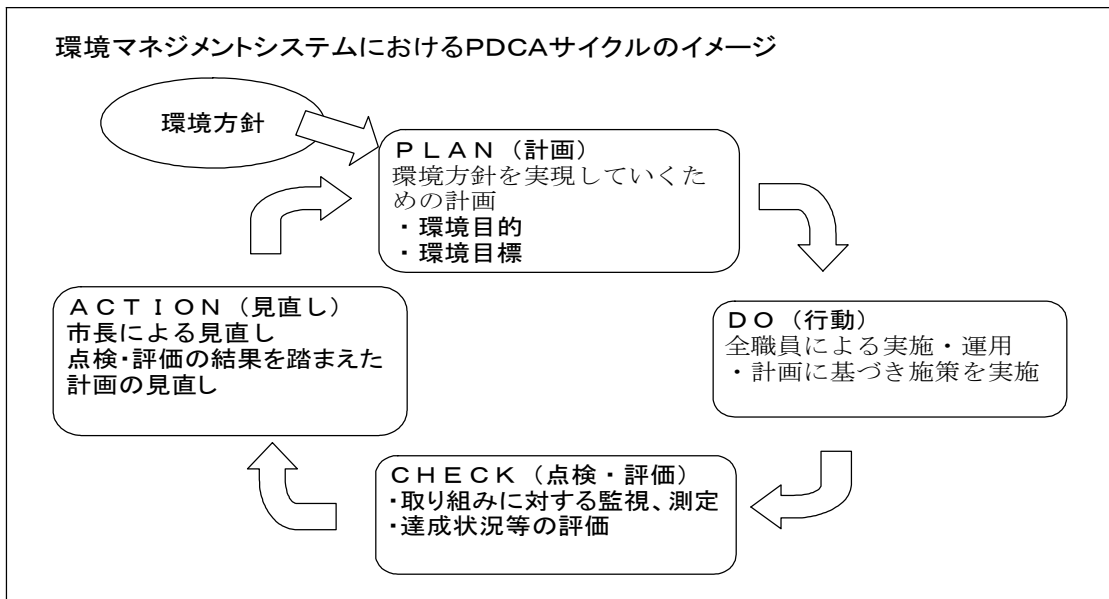 環境マネジメントシステムにおけるPDCAサイクルのイメージ
環境方針
ＰＬＡＮ（計画）
環境方針を実現していくた
めの計画
・環境目的
・環境目標
ＤＯ（行動）
全職員による実施・運用
・計画に基づき施策を実施
ＣＨＥＣＫ（点検・評価）
・取り組みに対する監視、測定
・達成状況等の評価
ＡＣＴＩＯＮ（見直し）
市長による見直し
点検・評価の結果を踏まえた
計画の見直し